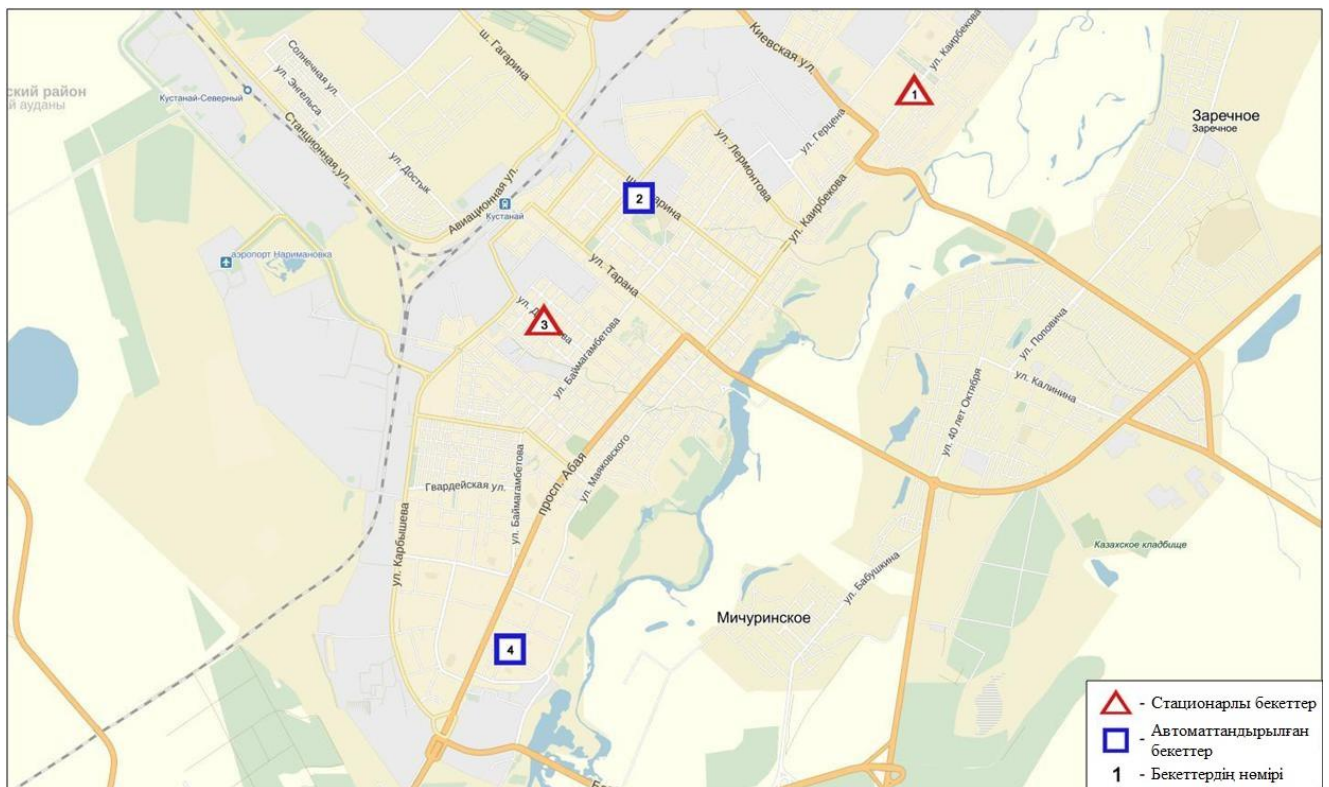 ский район
й ауданы
Кустанай-Северный
Солнечная ул.
ул. Энгельса
Станционная ул.
ул. Достык
ш. Гагарина
Авиационная ул.
Кустанай
аэропорт Наримановка
Киевская ул.
ул. Каирбекова
1
ул. Герцена
ул. Лермонтова
2
ул. Каирбекова
ул. Тарана
3
ул. Баймагамбетова
Заречное
Заречное
ул. Поповича
ул. Калинина
ул. 40 лет Октября
просп. Абая
ул. Маяковского
ул. Баймагамбетова
Гвардейская ул.
ул. Карбышева
4
Казахское кладбище
ул. Бабушкина
Мичуринское
- Стационарлы бекеттер
- Автоматтандырылған
бекеттер
1 - Бекеттердің нөмірі